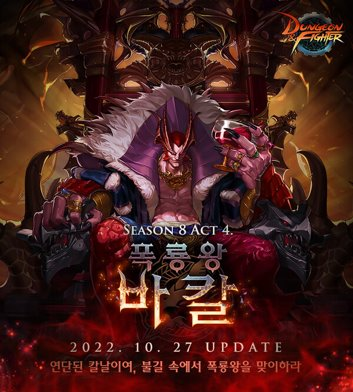 DUNGEON
& FIGHTER
SEASON 8 ACT 4.
폭룡왕
바칼
2022. 10. 27 UPDATE
연단된 칼날이여, 불길 속에서 폭룡왕을 맞이하라